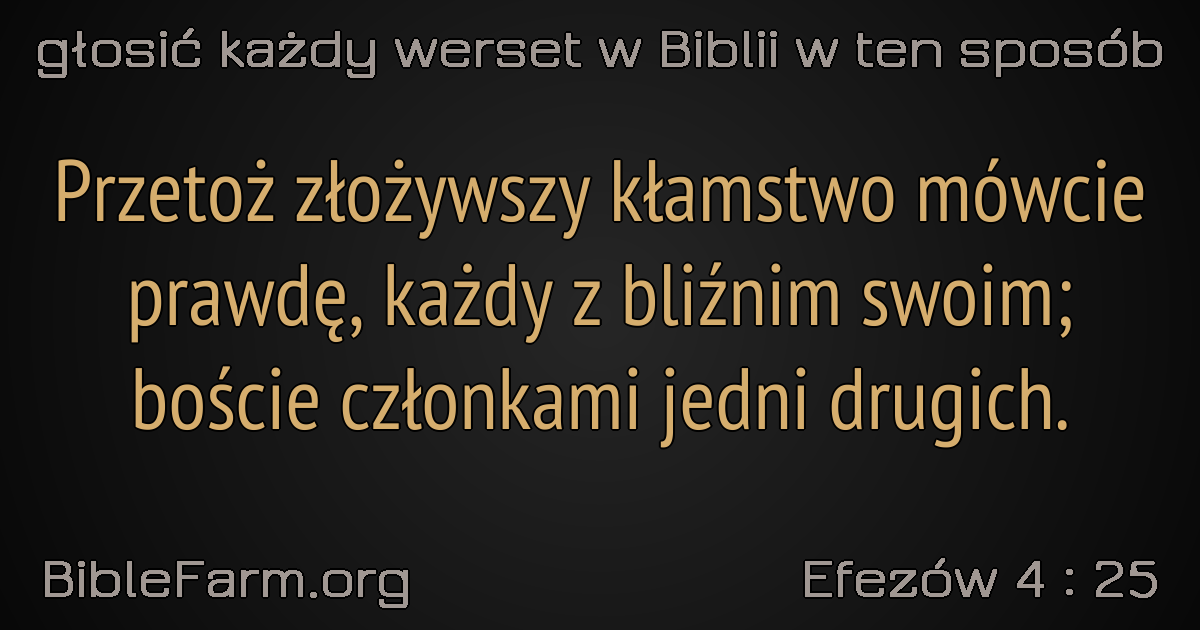 głosić każdy werset w Biblii w ten sposób
Przetoż złożywszy kłamstwo mówcie
prawdę, każdy z bliźnim swoim;
boście członkami jedni drugich.
BibleFarm.org
Efezów 4 : 25